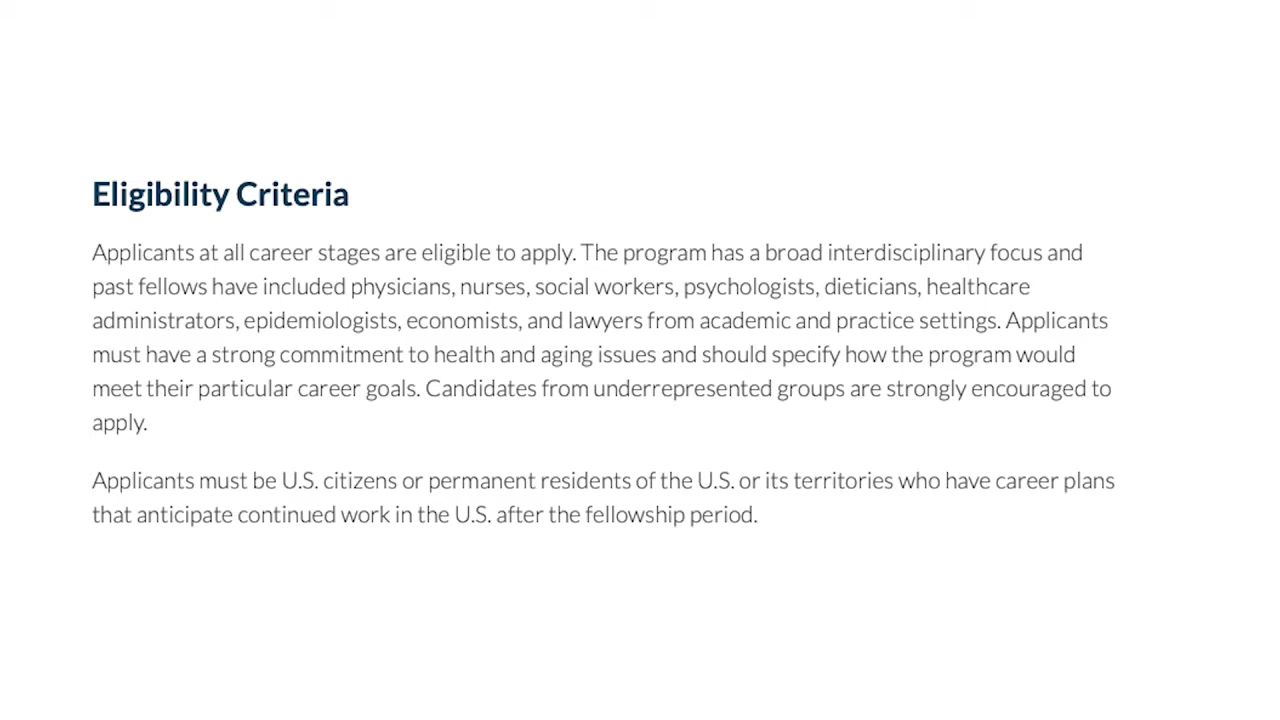 Eligibility Criteria
Applicants at all career stages are eligible to apply. The program has a broad interdisciplinary focus and
past fellows have included physicians, nurses, social workers, psychologists, dieticians, healthcare
administrators, epidemiologists, economists, and lawyers from academic and practice settings. Applicants
must have a strong commitment to health and aging issues and should specify how the program would
meet their particular career goals. Candidates from underrepresented groups are strongly encouraged to
apply.
Applicants must be U.S. citizens or permanent residents of the U.S. or its territories who have career plans
that anticipate continued work in the U.S. after the fellowship period.